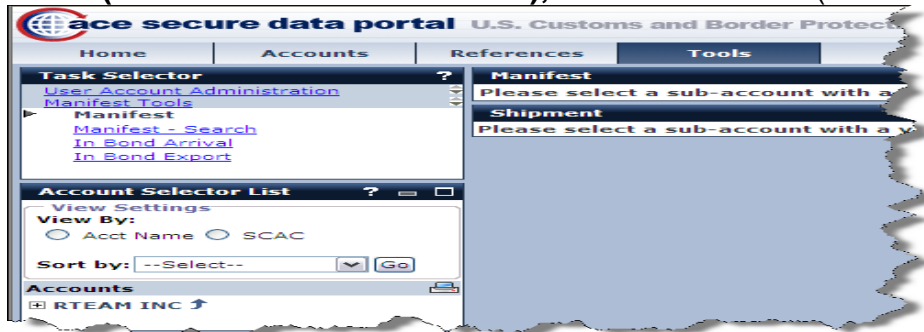 ace secure data portal U.S. Customs and Border Protect
Home Accounts References Tools
Task Selector ?
User Account Administration
Manifest Tools
Manifest
Manifest - Search
In Bond Arrival
In Bond Export
Manifest
Please select a sub-account with a
Shipment
Please select a sub-account with a v
Account Selector List ?
View Settings
View By:
Acct Name SCAC
Sort by: --Select-- Go
Accounts
RTEAM INC